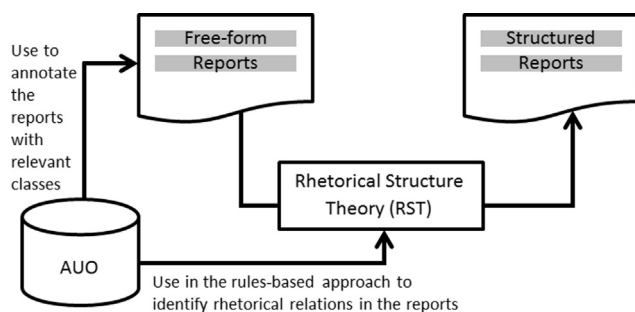 Use to
annotate
the
reports
with
relevant
classes
Free-form
Reports
Structured
Reports
Rhetorical Structure
Theory (RST)
AUO
Use in the rules-based approach to
identify rhetorical relations in the reports